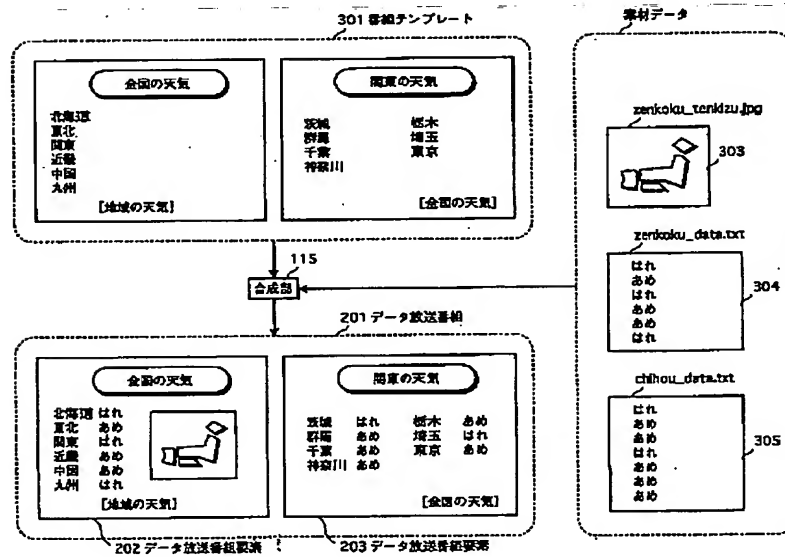 301 番組テンプレート
全国の天気
北海道
東北
関東
近畿
中国
九州
[地域の天気]
関東の天気
茨城 栃木
群馬 埼玉
千葉 東京
神奈川
[全国の天気]
115
合成部
201 データ放送番組
全国の天気
北海道 はれ
東北 あめ
関東 はれ
近畿 あめ
中国 あめ
九州 はれ
[地域の天気]
202 データ放送番組要素
関東の天気
茨城 はれ 栃木 あめ
群馬 あめ 埼玉 はれ
千葉 あめ 東京 あめ
神奈川 あめ
[全国の天気]
203 データ放送番組要素
素材データ
zenkoku_tenkizu.jpg
303
zenkoku_data.txt
はれ
あめ
はれ
あめ
あめ
はれ
304
chihou_data.txt
はれ
あめ
あめ
はれ
あめ
あめ
あめ
305